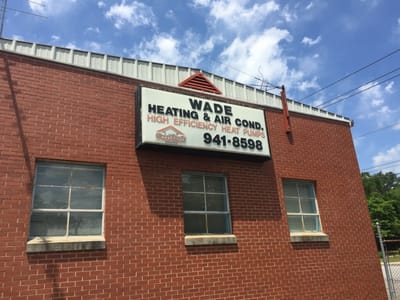 WADE
HEATING & AIR COND.
HIGH EFFICIENCY HEAT PUMPS
941-8598